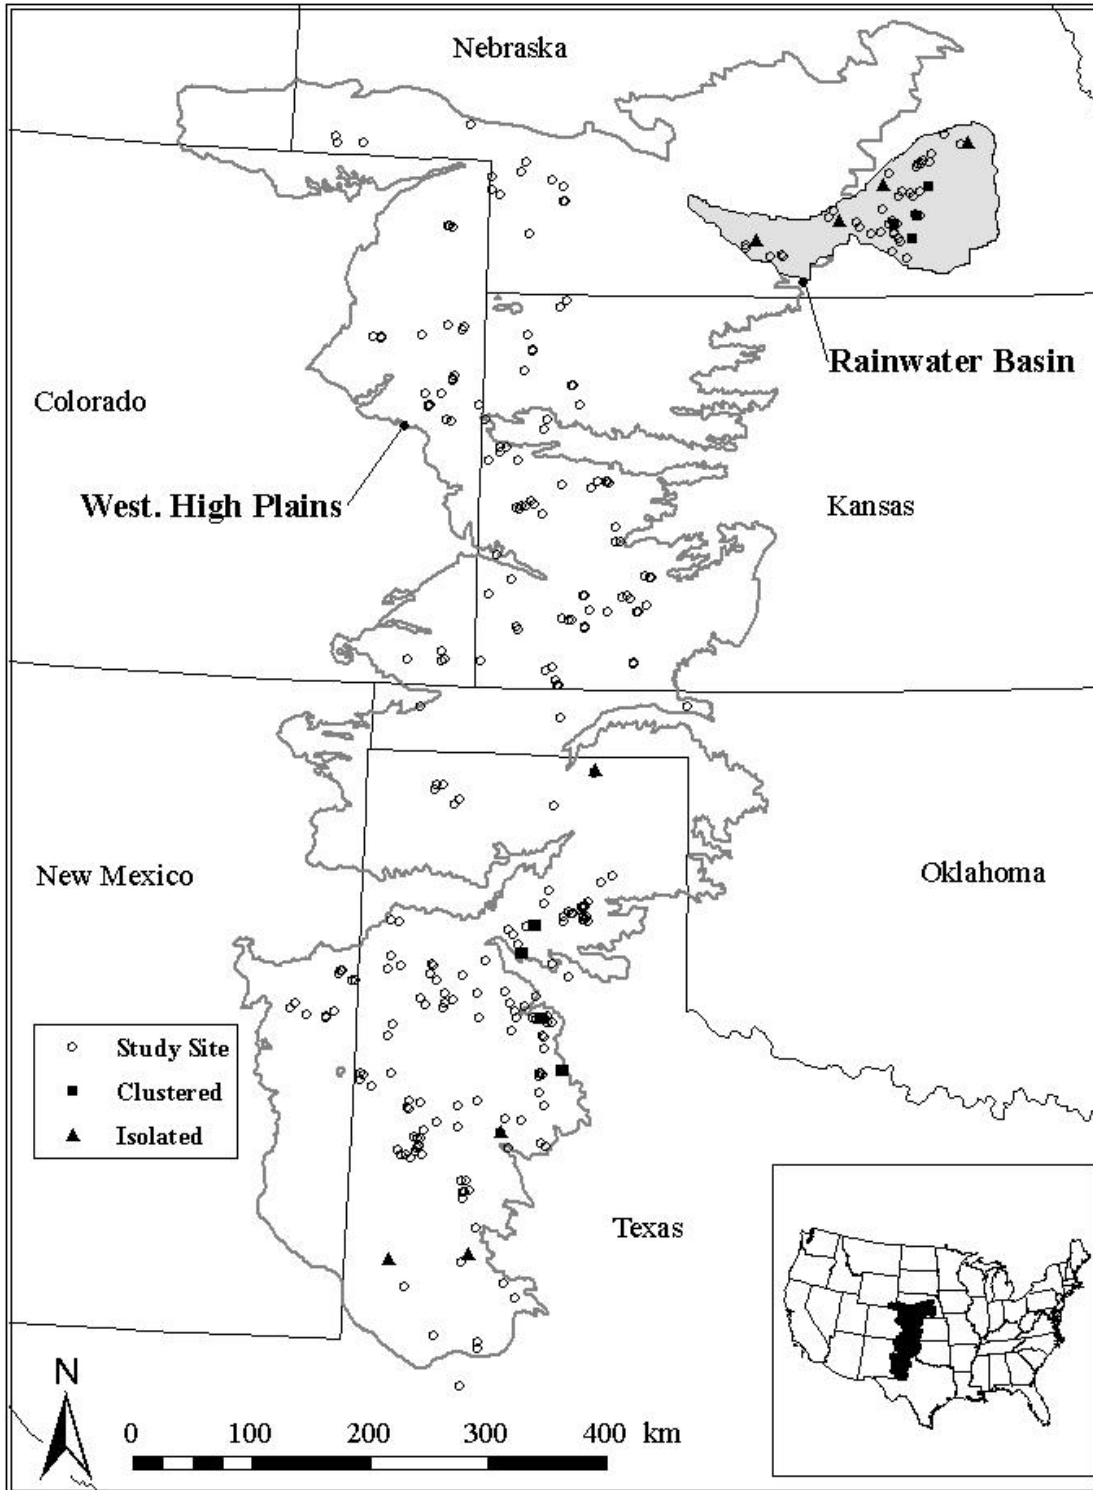 Nebraska
Rainwater Basin
Colorado
West. High Plains
Kansas
New Mexico
Oklahoma
Study Site
Clustered
Isolated
Texas
N
0 100 200 300 400 km